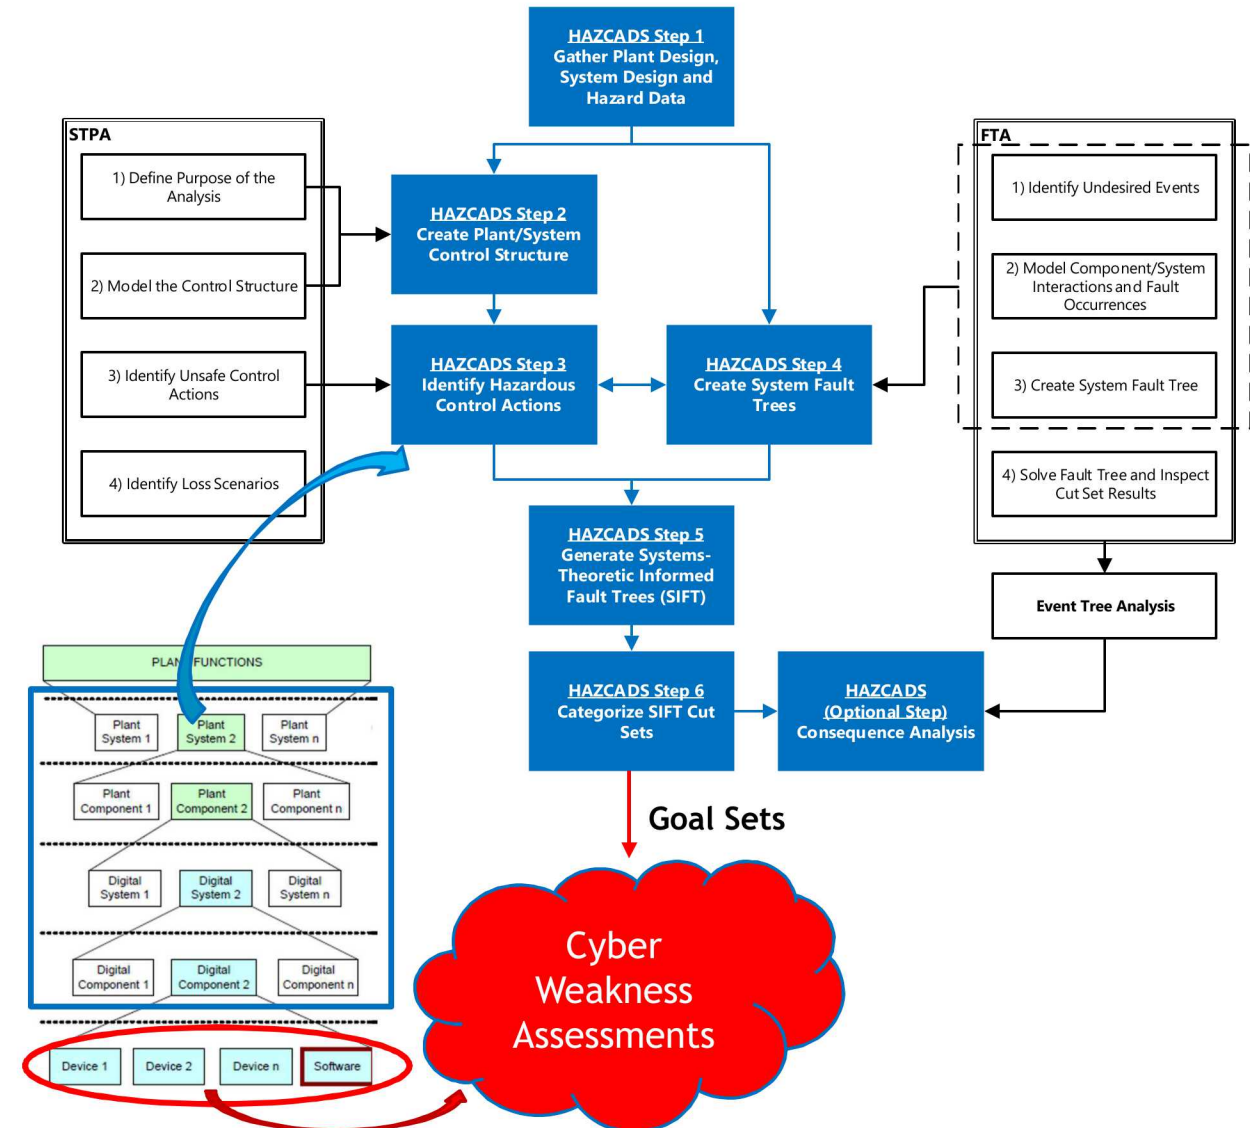 HAZCADS Step 1
Gather Plant Design,
System Design and
Hazard Data
STPA
1) Define Purpose of the
Analysis
2) Model the Control Structure
3) Identify Unsafe Control
Actions
4) Identify Loss Scenarios
HAZCADS Step 2
Create Plant/System
Control Structure
HAZCADS Step 3
Identify Hazardous
Control Actions
HAZCADS Step 4
Create System Fault
Trees
FTA
1) Identify Undesired Events
2) Model Component/System
Interactions and Fault
Occurrences
3) Create System Fault Tree
4) Solve Fault Tree and Inspect
Cut Set Results
Event Tree Analysis
HAZCADS Step 5
Generate Systems-
Theoretic Informed
Fault Trees (SIFT)
HAZCADS Step 6
Categorize SIFT Cut
Sets
HAZCADS
(Optional Step)
Consequence Analysis
Goal Sets
Cyber
Weakness
Assessments
PLANT FUNCTIONS
Plant
System 1
Plant
System 2
Plant
System n
Plant
Component 1
Plant
Component 2
Plant
Component n
Digital
System 1
Digital
System 2
Digital
System n
Digital
Component 1
Digital
Component 2
Digital
Component n
Device 1
Device 2
Device n
Software